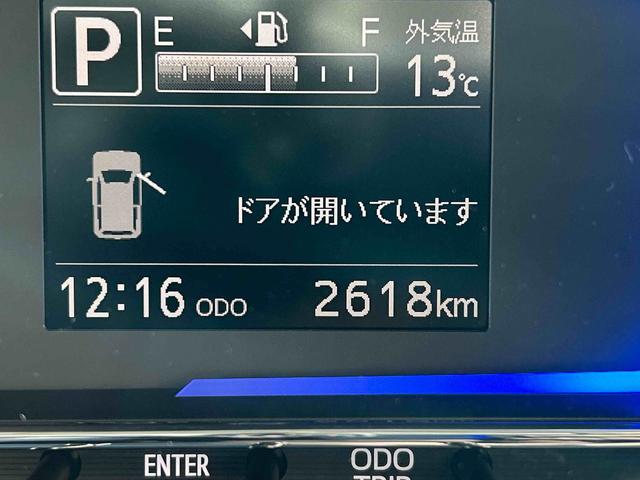 P E F 外気温
13℃
ドアが開いています
12:16 ODO 2618km
ENTER ODO
TRIP